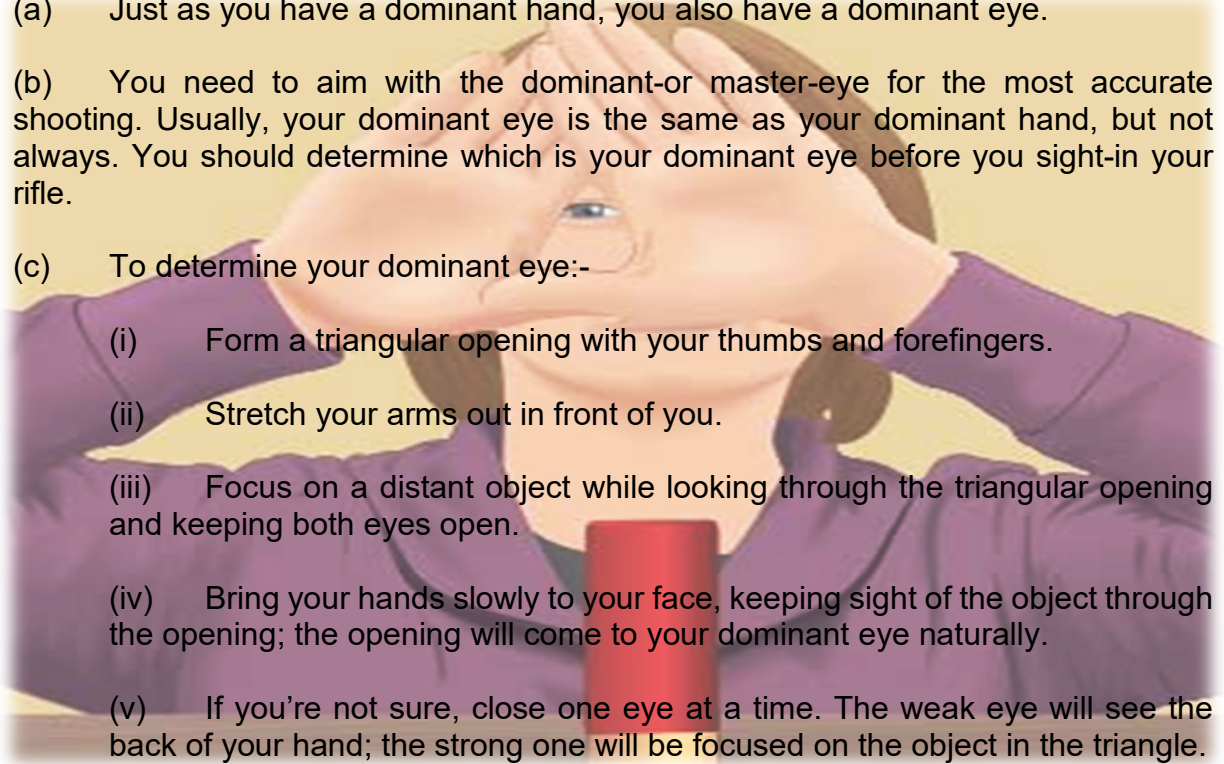 (a) Just as you have a dominant hand, you also have a dominant eye.
(b) You need to aim with the dominant-or master-eye for the most accurate
shooting. Usually, your dominant eye is the same as your dominant hand, but not
always. You should determine which is your dominant eye before you sight-in your
rifle.
(c) To determine your dominant eye:-
(i) Form a triangular opening with your thumbs and forefingers.
(ii) Stretch your arms out in front of you.
(iii) Focus on a distant object while looking through the triangular opening
and keeping both eyes open.
(iv) Bring your hands slowly to your face, keeping sight of the object through
the opening; the opening will come to your dominant eye naturally.
(v) If you’re not sure, close one eye at a time. The weak eye will see the
back of your hand; the strong one will be focused on the object in the triangle.